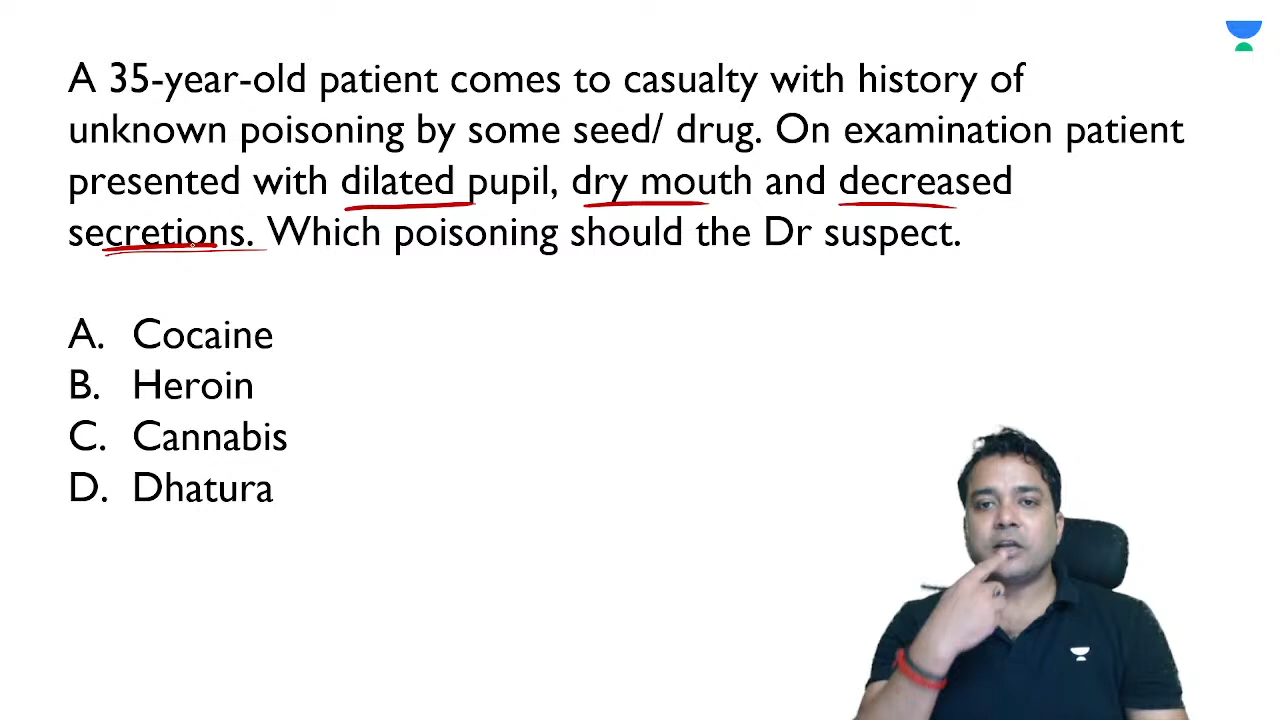 A 35-year-old patient comes to casualty with history of
unknown poisoning by some seed/ drug. On examination patient
presented with dilated pupil, dry mouth and decreased
secretions. Which poisoning should the Dr suspect.
A. Cocaine
B. Heroin
C. Cannabis
D. Dhatura